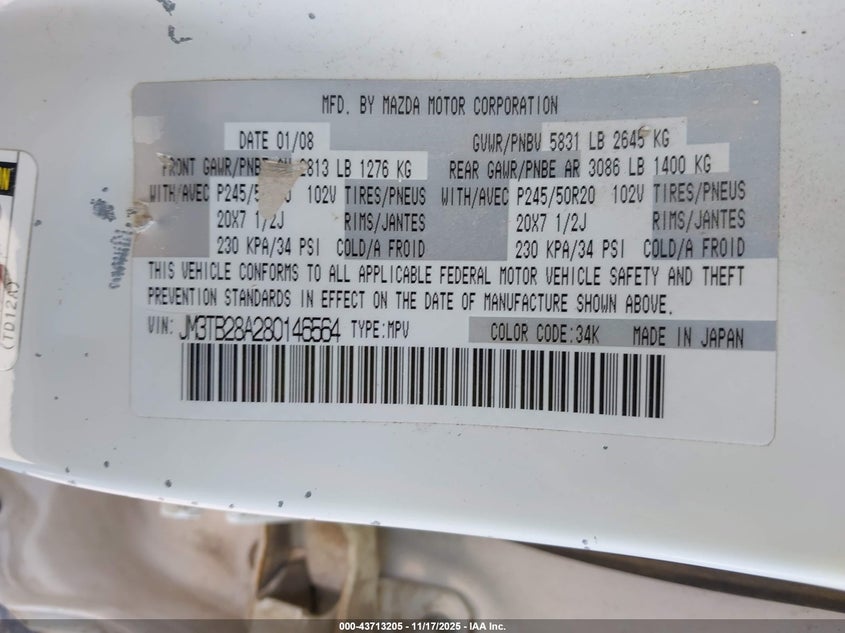 MFD. BY MAZDA MOTOR CORPORATION
DATE 01/08 GVWR/PNBV 5831 LB 2645 KG
FRONT GAWR/PNBE 2813 LB 1276 KG REAR GAWR/PNBE AR 3086 LB 1400 KG
WITH/AVEC 102V TIRES/PNEUS WITH/AVEC P245/50R20 102V TIRES/PNEUS
20X7 1/2J RIMS/JANTES 20X7 1/2J RIMS/JANTES
230 KPA/34 PSI COLD/A FROID 230 KPA/34 PSI COLD/A FROID
THIS VEHICLE CONFORMS TO ALL APPLICABLE FEDERAL MOTOR VEHICLE SAFETY AND THEFT
PREVENTION STANDARDS IN EFFECT ON THE DATE OF MANUFACTURE SHOWN ABOVE.
VIN: JM3TB28A280146564 TYPE:MPV COLOR CODE:34K MADE IN JAPAN
(TD12A)
000-43713205 - 11/17/2025 - IAA Inc.